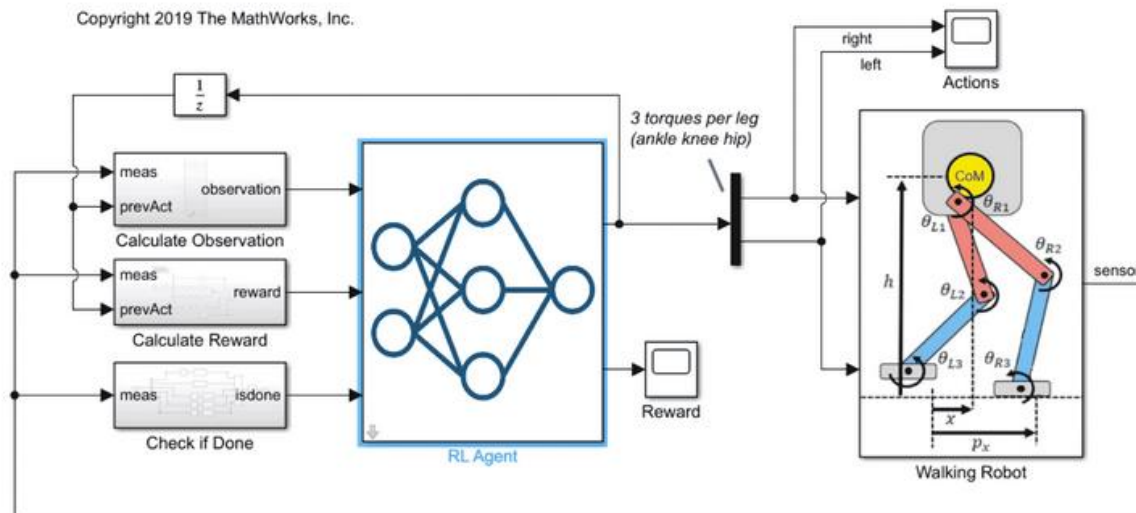 Copyright 2019 The MathWorks, Inc.
right
left
Actions
1
z
3 torques per leg
(ankle knee hip)
meas
observation
prevAct
Calculate Observation
meas
reward
prevAct
Calculate Reward
meas
isdone
Check if Done
RL Agent
Reward
CoM
θR1
θL1
θR2
h
θL2
sensor
θL3
θR3
x
px
Walking Robot